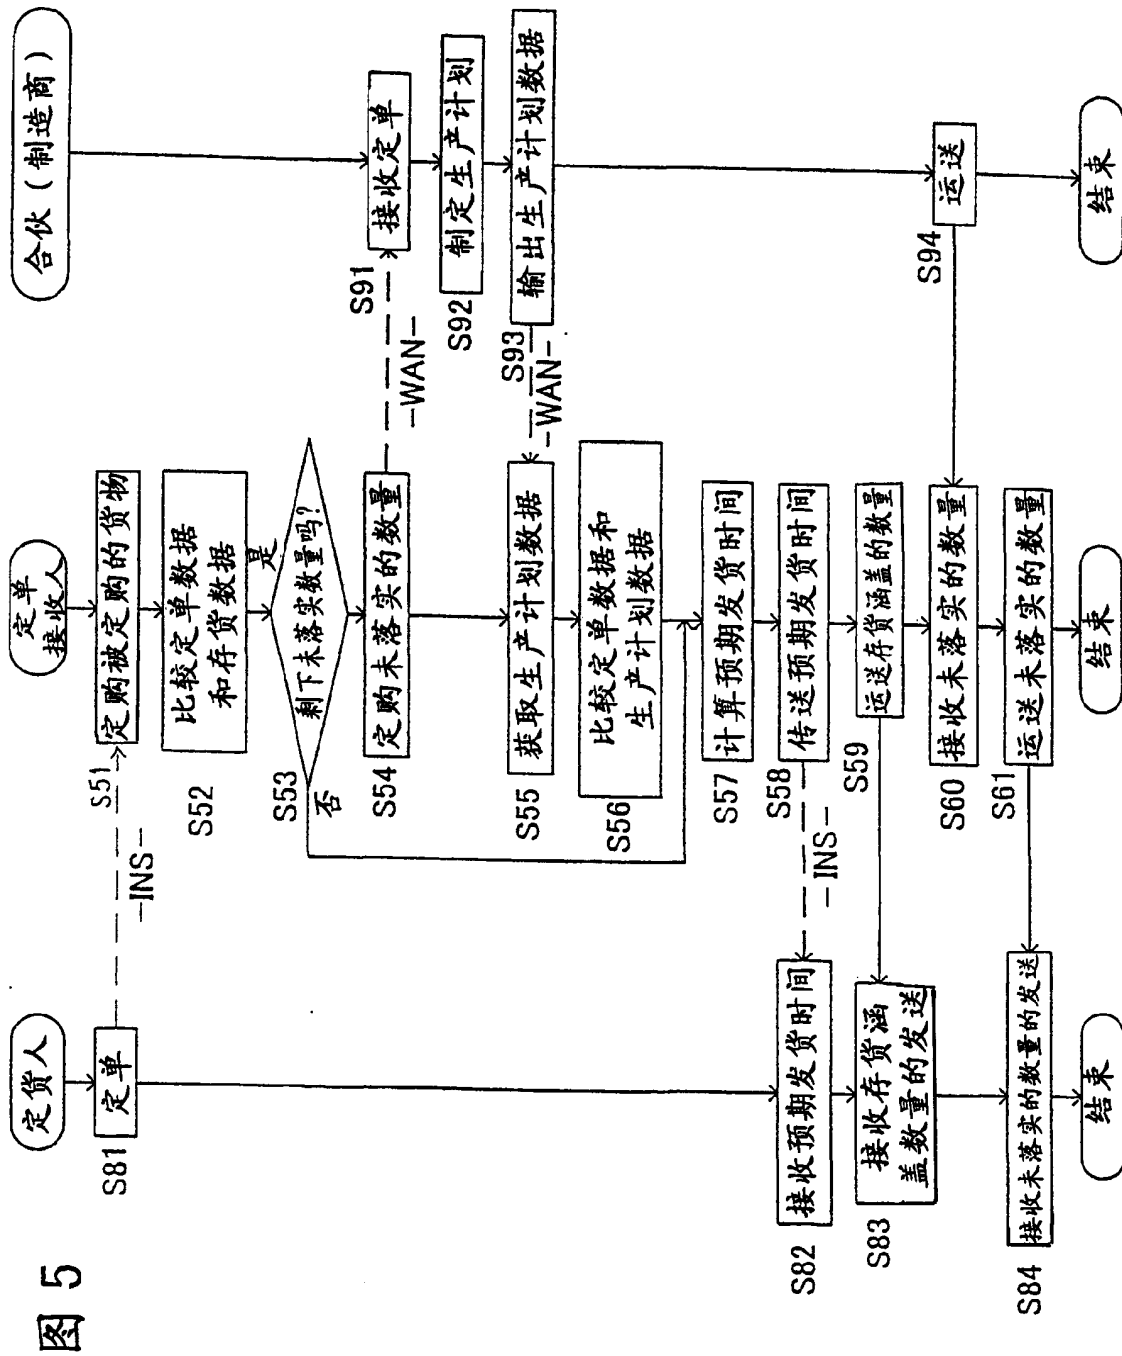 图 5
定货人
S81
定单
-INS-
S82
接收预期发货时间
S83
接收存货涵
盖数量的发送
S84
接收未落实的数量的发送
结束
定单
接收人
S51
定购被定购的货物
S52
比较定单数据
和存货数据
S53
剩下未落实数量吗?
是
否
S54
定购未落实的数量
-WAN-
S55
获取生产计划数据
-WAN-
S56
比较定单数据和
生产计划数据
S57
计算预期发货时间
S58
传送预期发货时间
-INS-
S59
运送存货涵盖的数量
S60
接收未落实的数量
S61
运送未落实的数量
结束
合伙(制造商)
S91
接收定单
S92
制定生产计划
S93
输出生产计划数据
S94
运送
结束